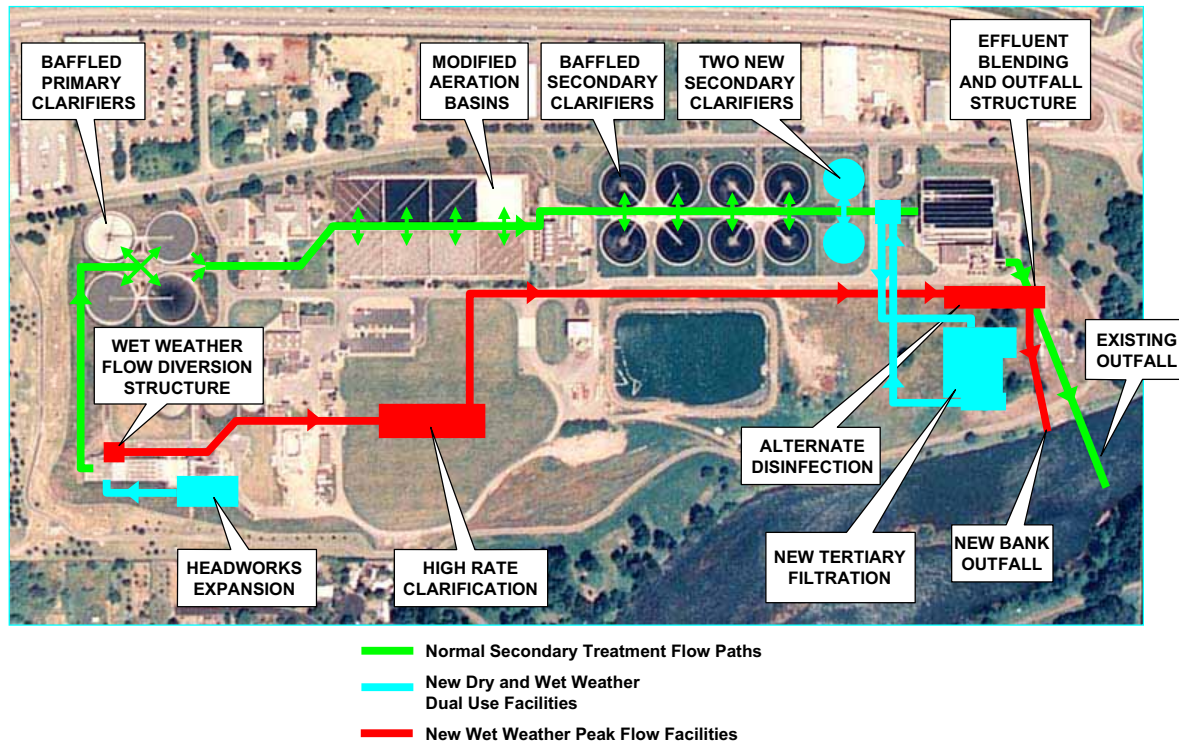 BAFFLED
PRIMARY
CLARIFIERS
MODIFIED
AERATION
BASINS
BAFFLED
SECONDARY
CLARIFIERS
TWO NEW
SECONDARY
CLARIFIERS
EFFLUENT
BLENDING
AND OUTFALL
STRUCTURE
WET WEATHER
FLOW DIVERSION
STRUCTURE
EXISTING
OUTFALL
ALTERNATE
DISINFECTION
HEADWORKS
EXPANSION
HIGH RATE
CLARIFICATION
NEW TERTIARY
FILTRATION
NEW BANK
OUTFALL
Normal Secondary Treatment Flow Paths
New Dry and Wet Weather
Dual Use Facilities
New Wet Weather Peak Flow Facilities